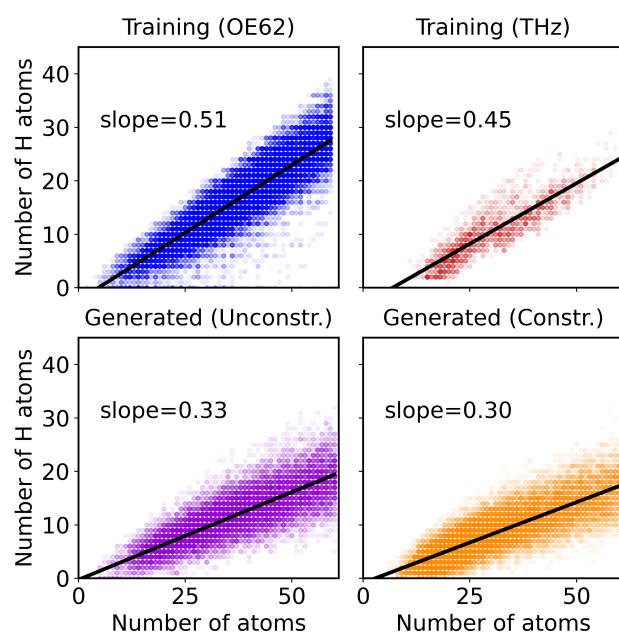 Training (OE62)
Training (THz)
Number of H atoms
40
30
20
10
0
slope=0.51
slope=0.45
0
Generated (Unconstr.)
Generated (Constr.)
Number of H atoms
40
30
20
10
0
slope=0.33
slope=0.30
0
25
50
0
25
50
Number of atoms
Number of atoms